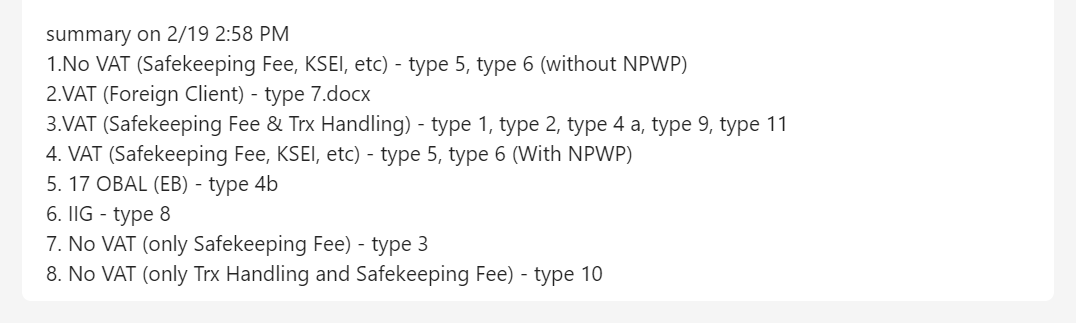 summary on 2/19 2:58 PM
1.No VAT (Safekeeping Fee, KSEI, etc) - type 5, type 6 (without NPWP)
2.VAT (Foreign Client) - type 7.docx
3.VAT (Safekeeping Fee & Trx Handling) - type 1, type 2, type 4 a, type 9, type 11
4. VAT (Safekeeping Fee, KSEI, etc) - type 5, type 6 (With NPWP)
5. 17 OBAL (EB) - type 4b
6. IIG - type 8
7. No VAT (only Safekeeping Fee) - type 3
8. No VAT (only Trx Handling and Safekeeping Fee) - type 10